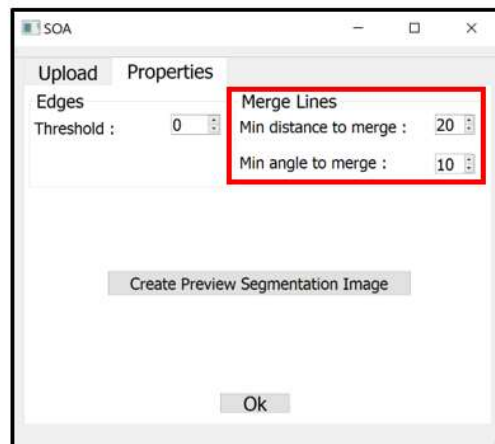 SOA
Upload Properties
Edges
Threshold : 0
Merge Lines
Min distance to merge : 20
Min angle to merge : 10
Create Preview Segmentation Image
Ok